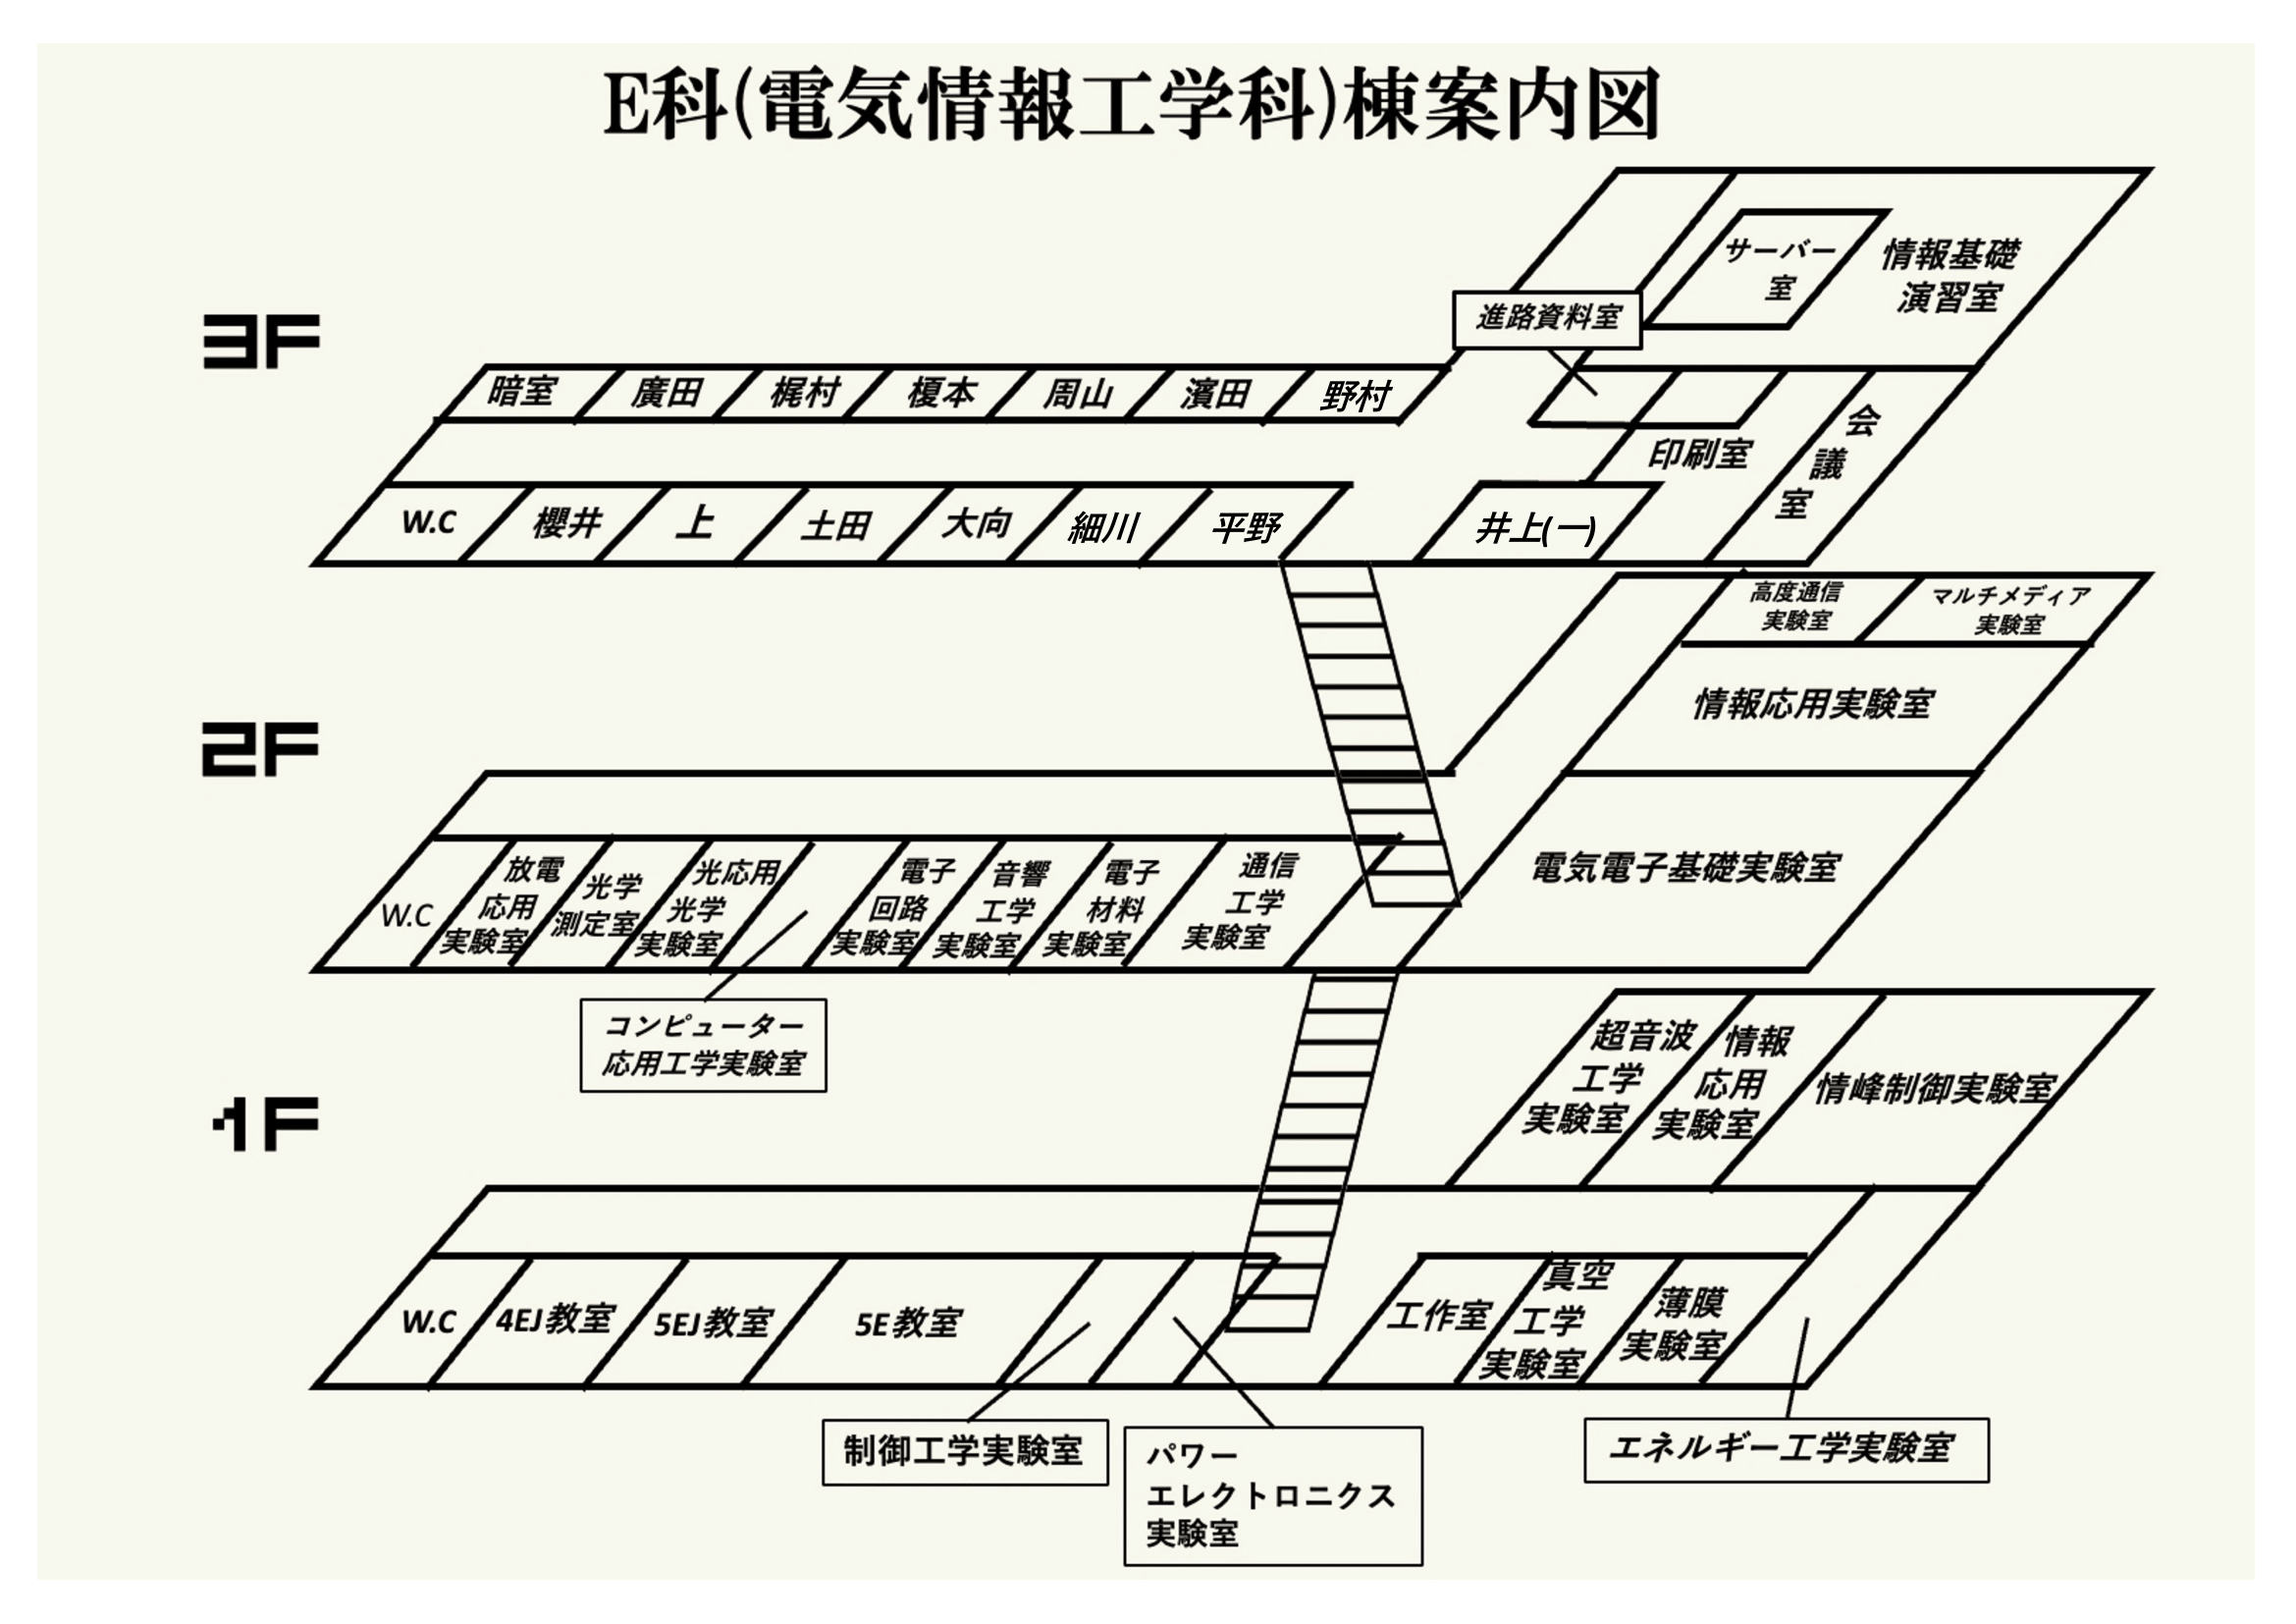 E科(電気情報工学科)棟案内図
3F
サーバー
室
情報基礎
演習室
進路資料室
暗室
廣田
梶村
榎本
周山
濱田
野村
印刷室
会
議
室
W.C
櫻井
上
土田
大向
細川
平野
井上(一)
2F
高度通信
実験室
マルチメディア
実験室
情報応用実験室
電気電子基礎実験室
W.C
放電
応用
実験室
光学
測定室
光応用
光学
実験室
電子
回路
実験室
音響
工学
実験室
電子
材料
実験室
通信
工学
実験室
コンピューター
応用工学実験室
1F
超音波
工学
実験室
情報
応用
実験室
情峰制御実験室
W.C
4EJ教室
5EJ教室
5E教室
工作室
真空
工学
実験室
薄膜
実験室
制御工学実験室
パワー
エレクトロニクス
実験室
エネルギー工学実験室